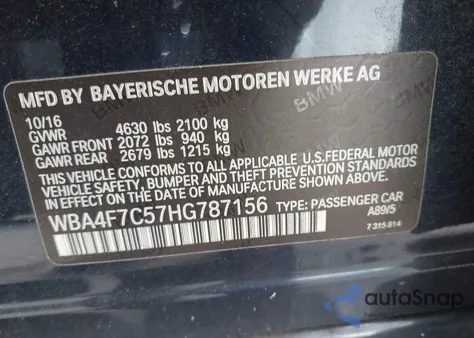 MFD BY BAYERISCHE MOTOREN WERKE AG
10/16
GVWR 4630 lbs 2100 kg
GAWR FRONT 2072 lbs 940 kg
GAWR REAR 2679 lbs 1215 kg
THIS VEHICLE CONFORMS TO ALL APPLICABLE U.S.FEDERAL MOTOR
VEHICLE SAFETY, BUMPER, AND THEFT PREVENTION STANDARDS
IN EFFECT ON THE DATE OF MANUFACTURE SHOWN ABOVE.
WBA4F7C57HG787156 TYPE: PASSENGER CAR
A89/5
7 315 814
autoSnap